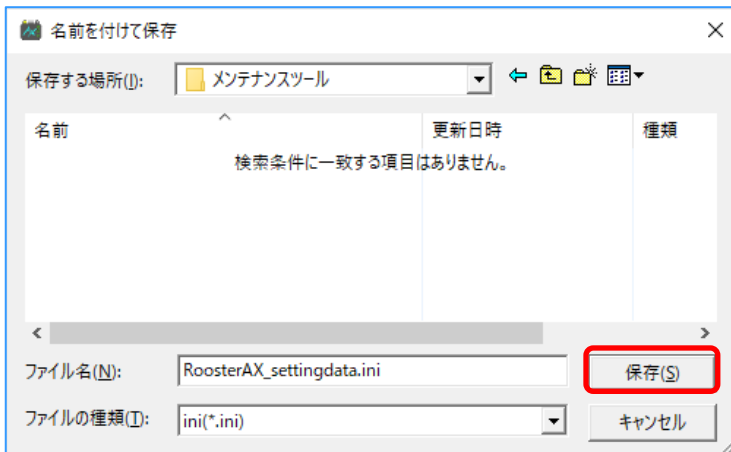 名前を付けて保存
保存する場所(I): メンテナンスツール
名前 更新日時 種類
検索条件に一致する項目はありません。
ファイル名(N): RoosterAX_settingdata.ini 保存(S)
ファイルの種類(T): ini(*.ini) キャンセル